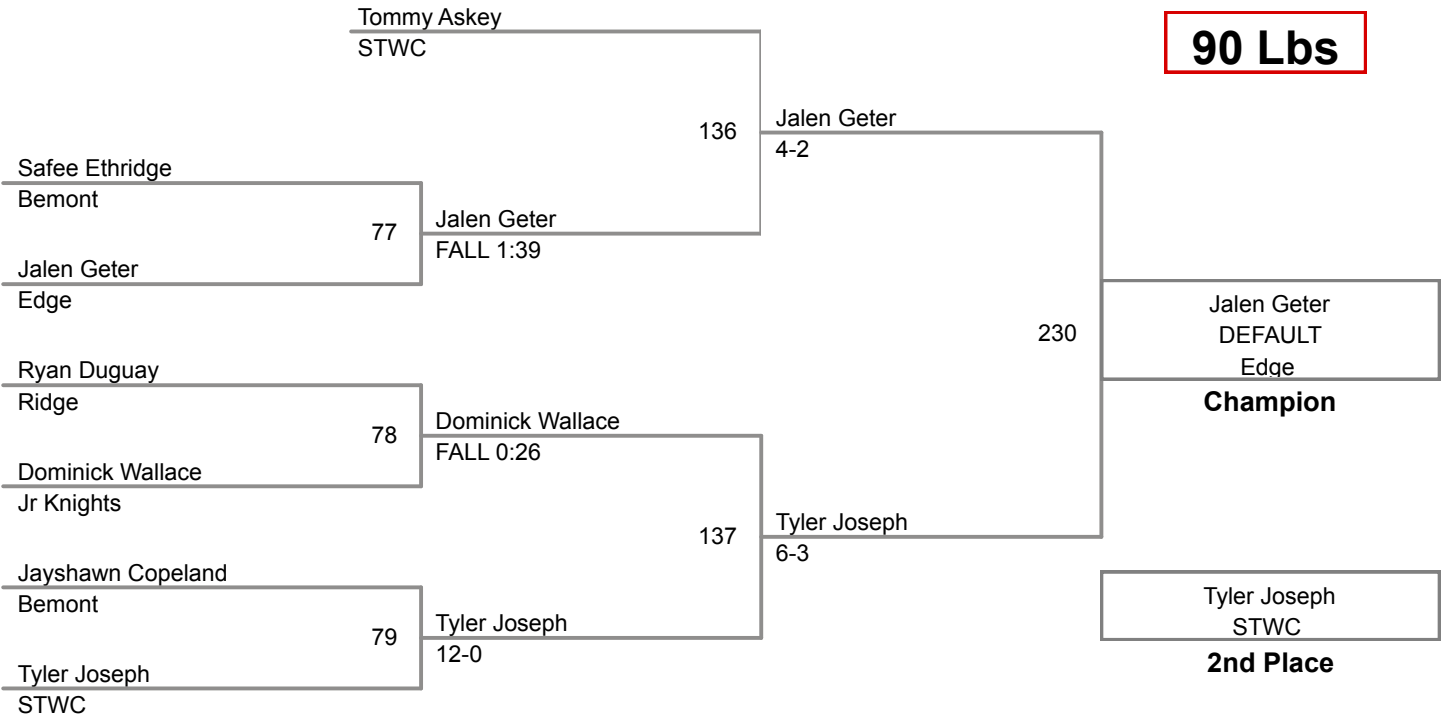 Tommy Askey
STWC
90 Lbs
136
Jalen Geter
4-2
Safee Ethridge
Bemont
77
Jalen Geter
FALL 1:39
Jalen Geter
Edge
230
Jalen Geter
DEFAULT
Edge
Champion
Ryan Duguay
Ridge
78
Dominick Wallace
FALL 0:26
Dominick Wallace
Jr Knights
137
Tyler Joseph
6-3
Jayshawn Copeland
Bemont
79
Tyler Joseph
12-0
Tyler Joseph
STWC
Tyler Joseph
STWC
2nd Place